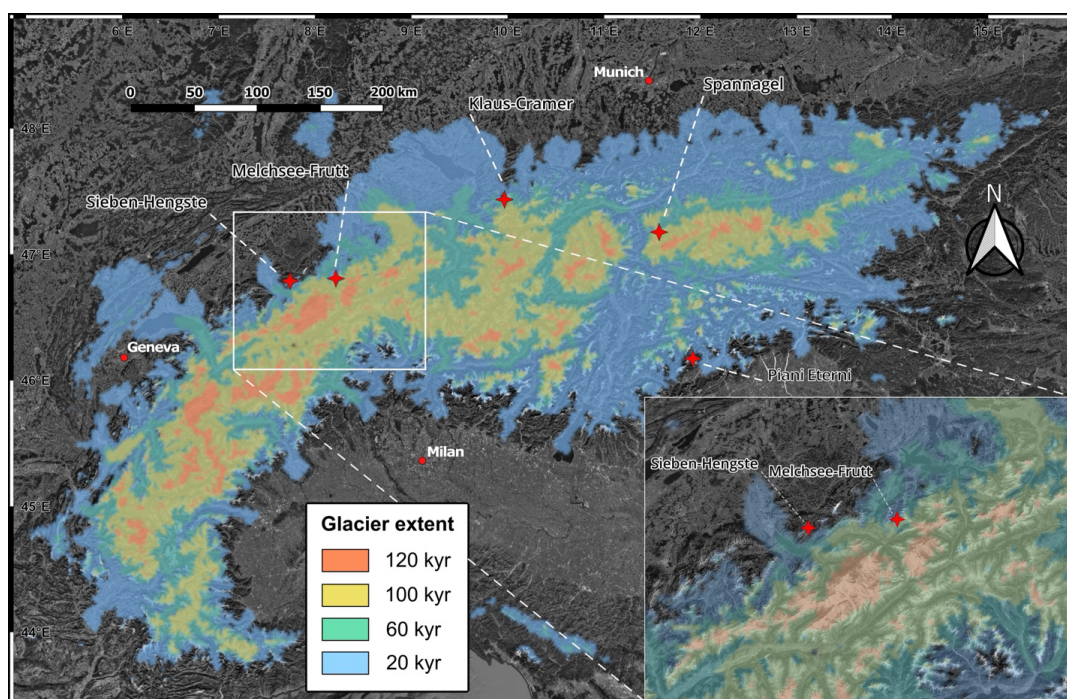 6°E
7°E
8°E
9°E
10°E
11°E
12°E
13°E
14°E
15°E
Munich
Spannagel
0 50 100 150 200 km
Klaus-Cramer
48°E
Melchsee-Frutt
Sieben-Hengste
N
47°E
Geneva
46°E
Piani Eterni
Milan
Sieben-Hengste
Melchsee-Frutt
45°E
Glacier extent
120 kyr
100 kyr
60 kyr
20 kyr
44°E